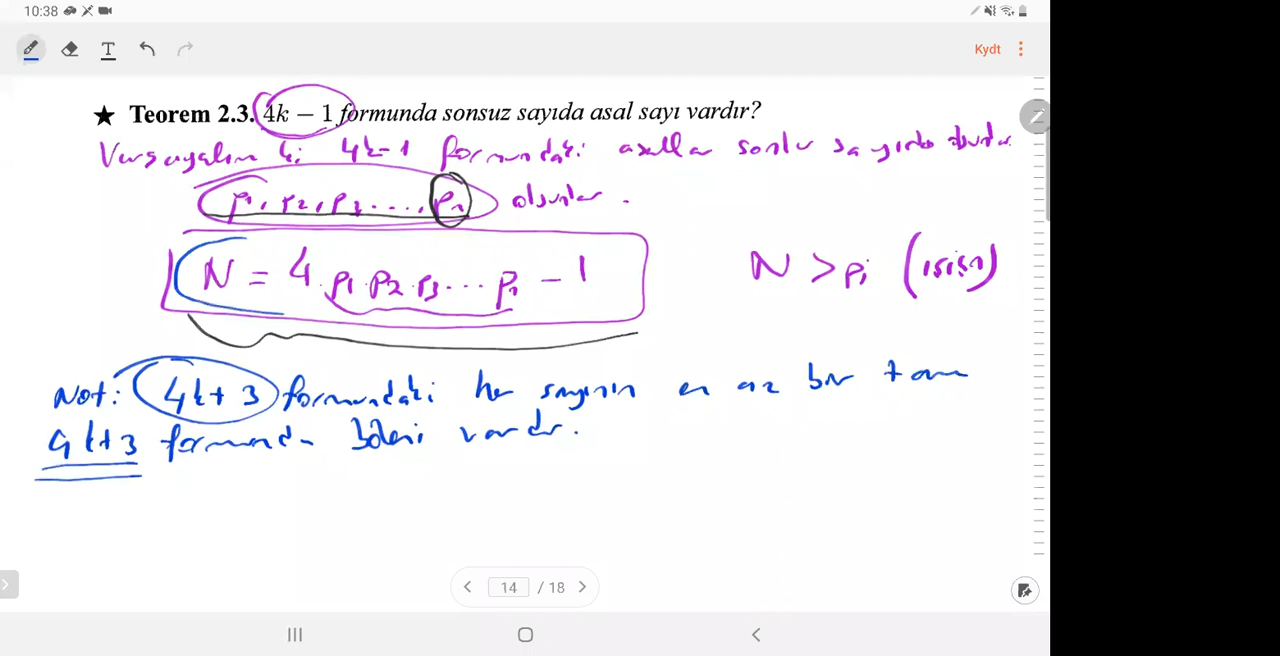 10:38
Kydt
★ Teorem 2.3. 4k − 1 formunda sonsuz sayıda asal sayı vardır?
Varsayalım ki 4k-1 formundaki asallar sonlu sayıda olsun.
p1, p2, p3 .... pn olsunlar.
N = 4.p1.p2.p3...pn - 1
N > pi (1≤i≤n)
Not: 4k+3 formundaki her sayının en az bir tane
4k+3 formunda böleni vardır.
14 / 18